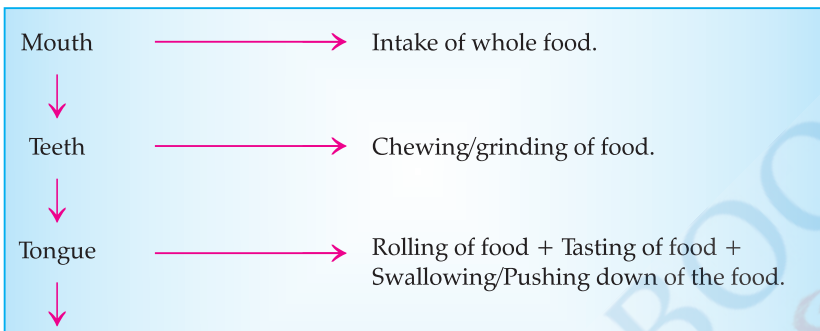 Mouth Intake of whole food.
Teeth Chewing/grinding of food.
Tongue Rolling of food + Tasting of food +
Swallowing/Pushing down of the food.